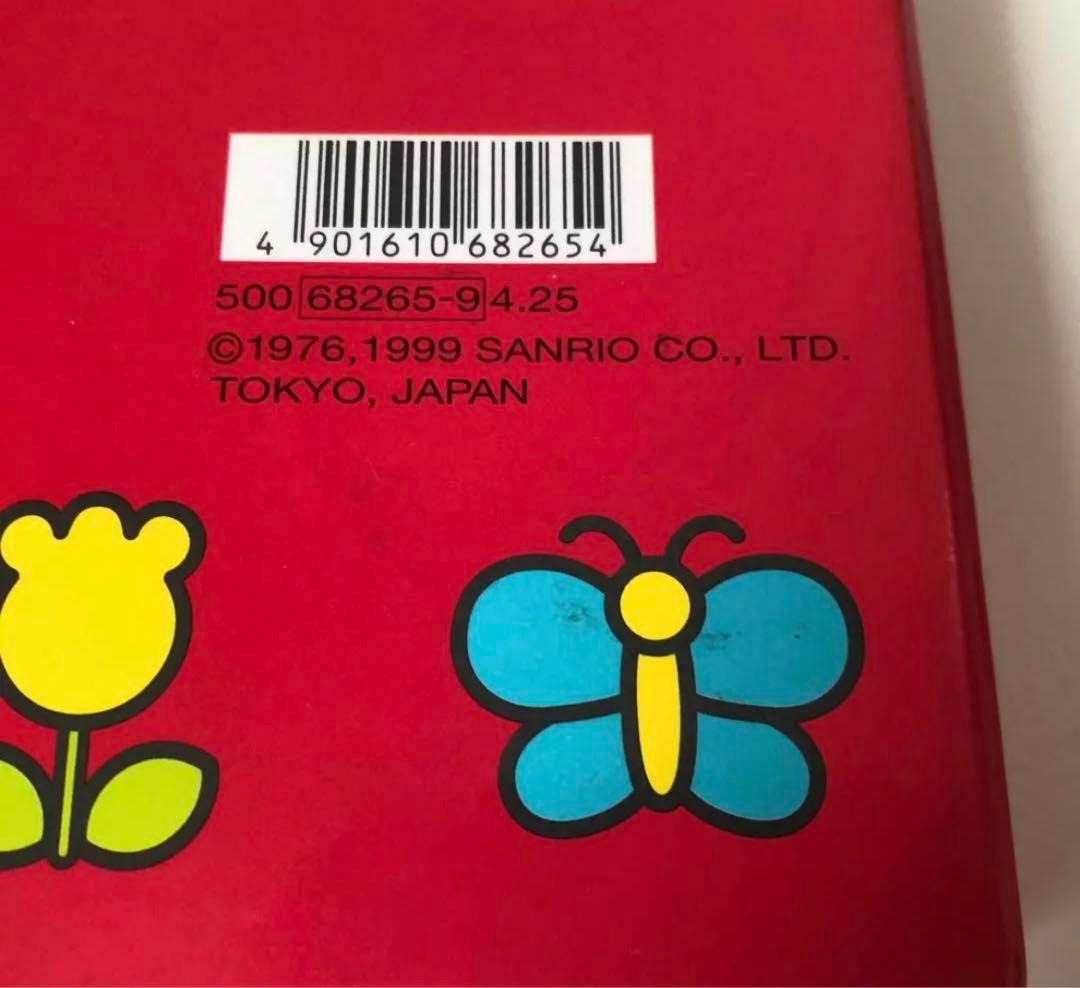 4 901610 682654
500 68265-9 4.25
©1976,1999 SANRIO CO., LTD.
TOKYO, JAPAN